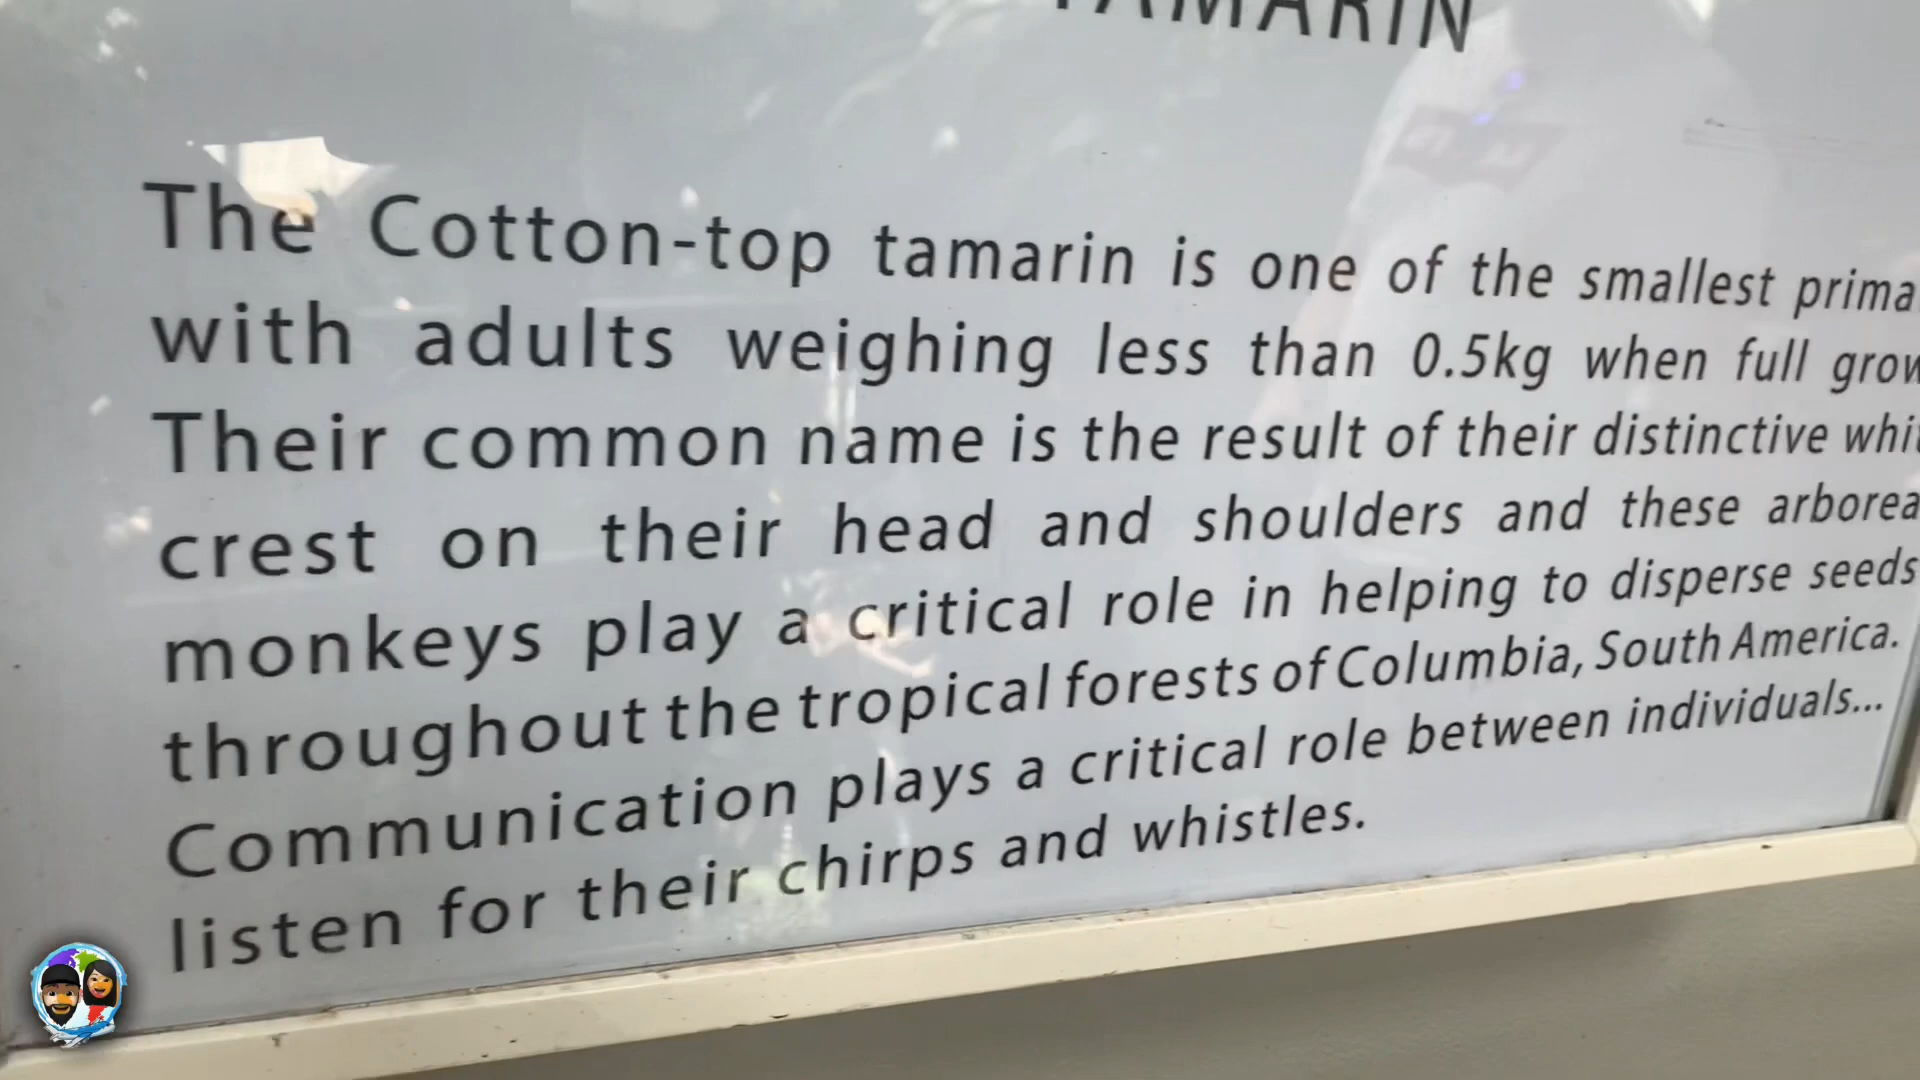 TAMARIN
The Cotton-top tamarin is one of the smallest prima
with adults weighing less than 0.5kg when full grow
Their common name is the result of their distinctive whit
crest on their head and shoulders and these arborea
monkeys play a critical role in helping to disperse seeds
throughout the tropical forests of Columbia, South America.
Communication plays a critical role between individuals...
listen for their chirps and whistles.